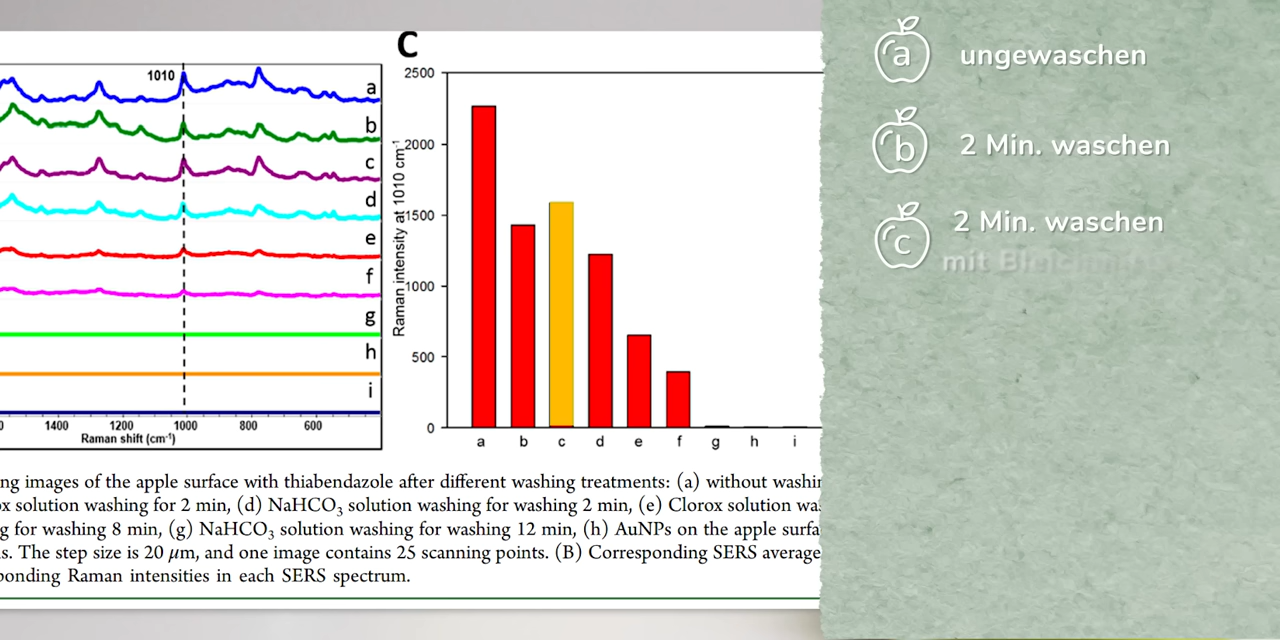 C
1010
a
b
c
d
e
f
g
h
i
1400 1200 1000 800 600
Raman shift (cm⁻¹)
Raman intensity at 1010 cm⁻¹
2500
2000
1500
1000
500
0
a b c d e f g h i
ng images of the apple surface with thiabendazole after different washing treatments: (a) without washin
ox solution washing for 2 min, (d) NaHCO₃ solution washing for washing 2 min, (e) Clorox solution wa
g for washing 8 min, (g) NaHCO₃ solution washing for washing 12 min, (h) AuNPs on the apple surfa
s. The step size is 20 μm, and one image contains 25 scanning points. (B) Corresponding SERS average
ponding Raman intensities in each SERS spectrum.
a ungewaschen
b 2 Min. waschen
c 2 Min. waschen
mit